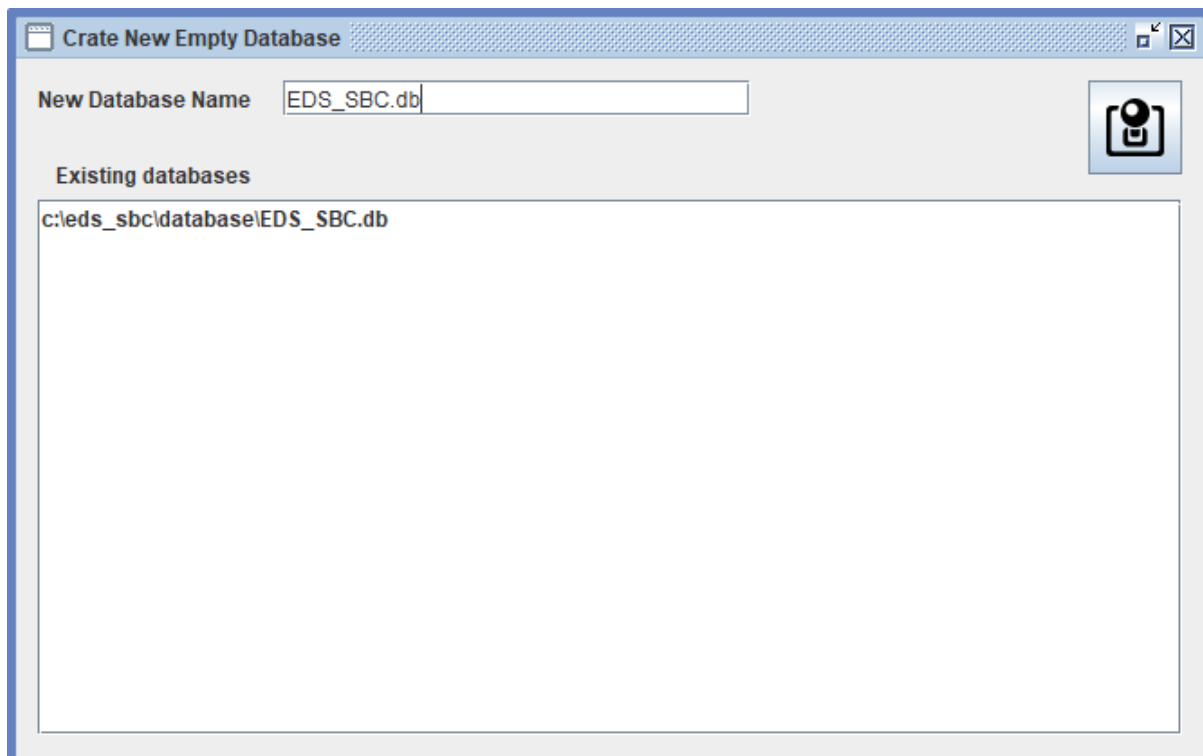 Crate New Empty Database
New Database Name EDS_SBC.db
Existing databases
c:\eds_sbc\database\EDS_SBC.db